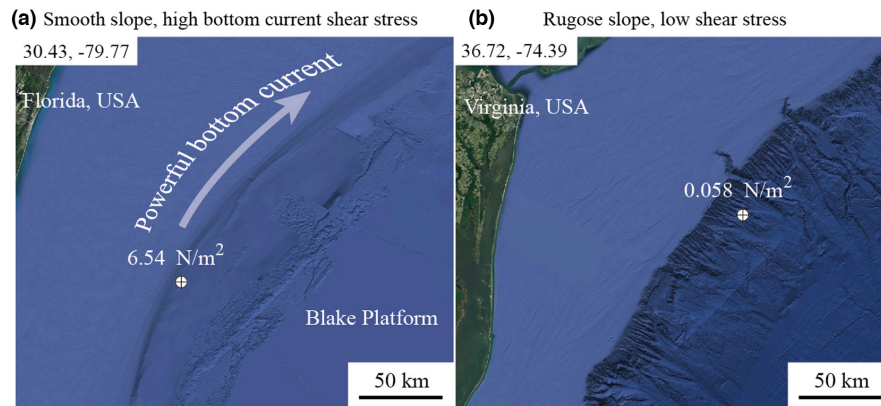 (a) Smooth slope, high bottom current shear stress
30.43, -79.77
Florida, USA
Powerful bottom current
6.54 N/m²
Blake Platform
50 km
(b) Rugose slope, low shear stress
36.72, -74.39
Virginia, USA
0.058 N/m²
50 km